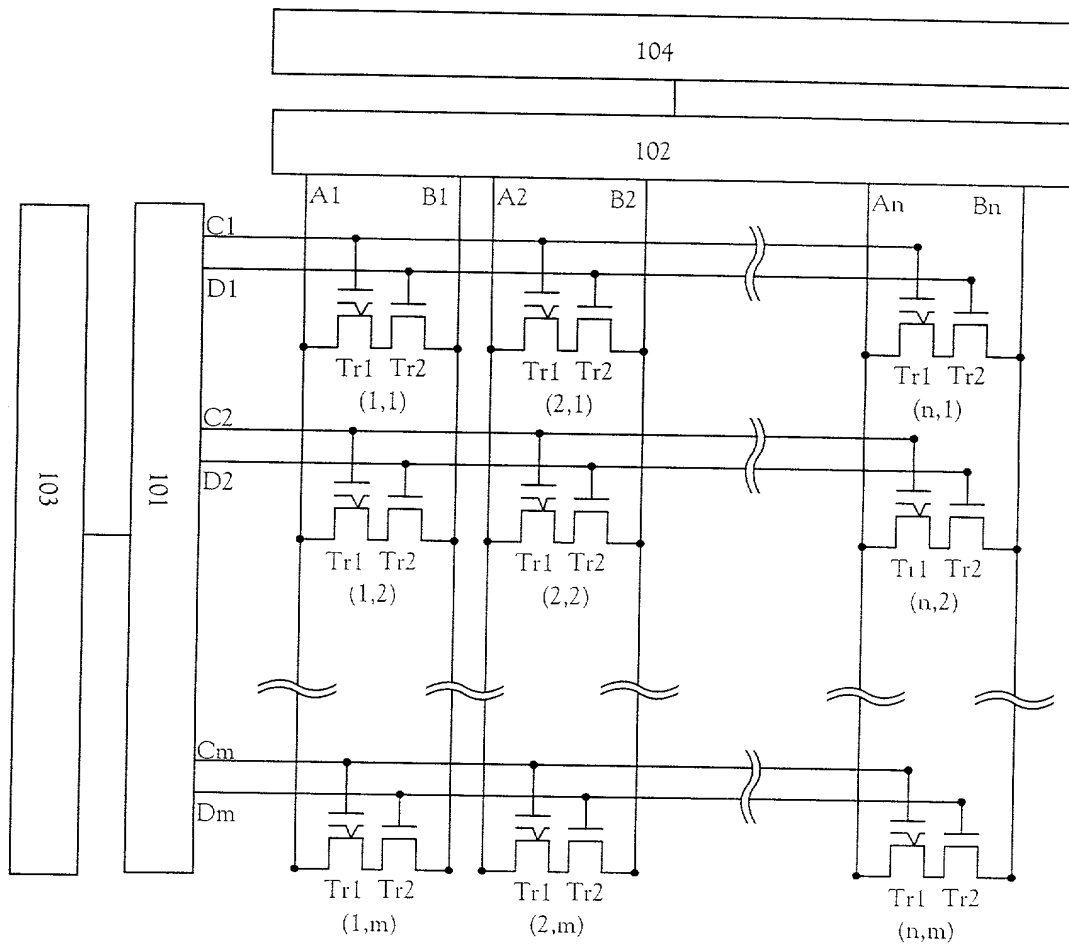 104
102
A1 B1 A2 B2 An Bn
C1
D1
Tr1 Tr2 Tr1 Tr2 Tr1 Tr2
(1,1) (2,1) (n,1)
C2
D2
103
101
Tr1 Tr2 Tr1 Tr2 Tr1 Tr2
(1,2) (2,2) (n,2)
Cm
Dm
Tr1 Tr2 Tr1 Tr2 Tr1 Tr2
(1,m) (2,m) (n,m)